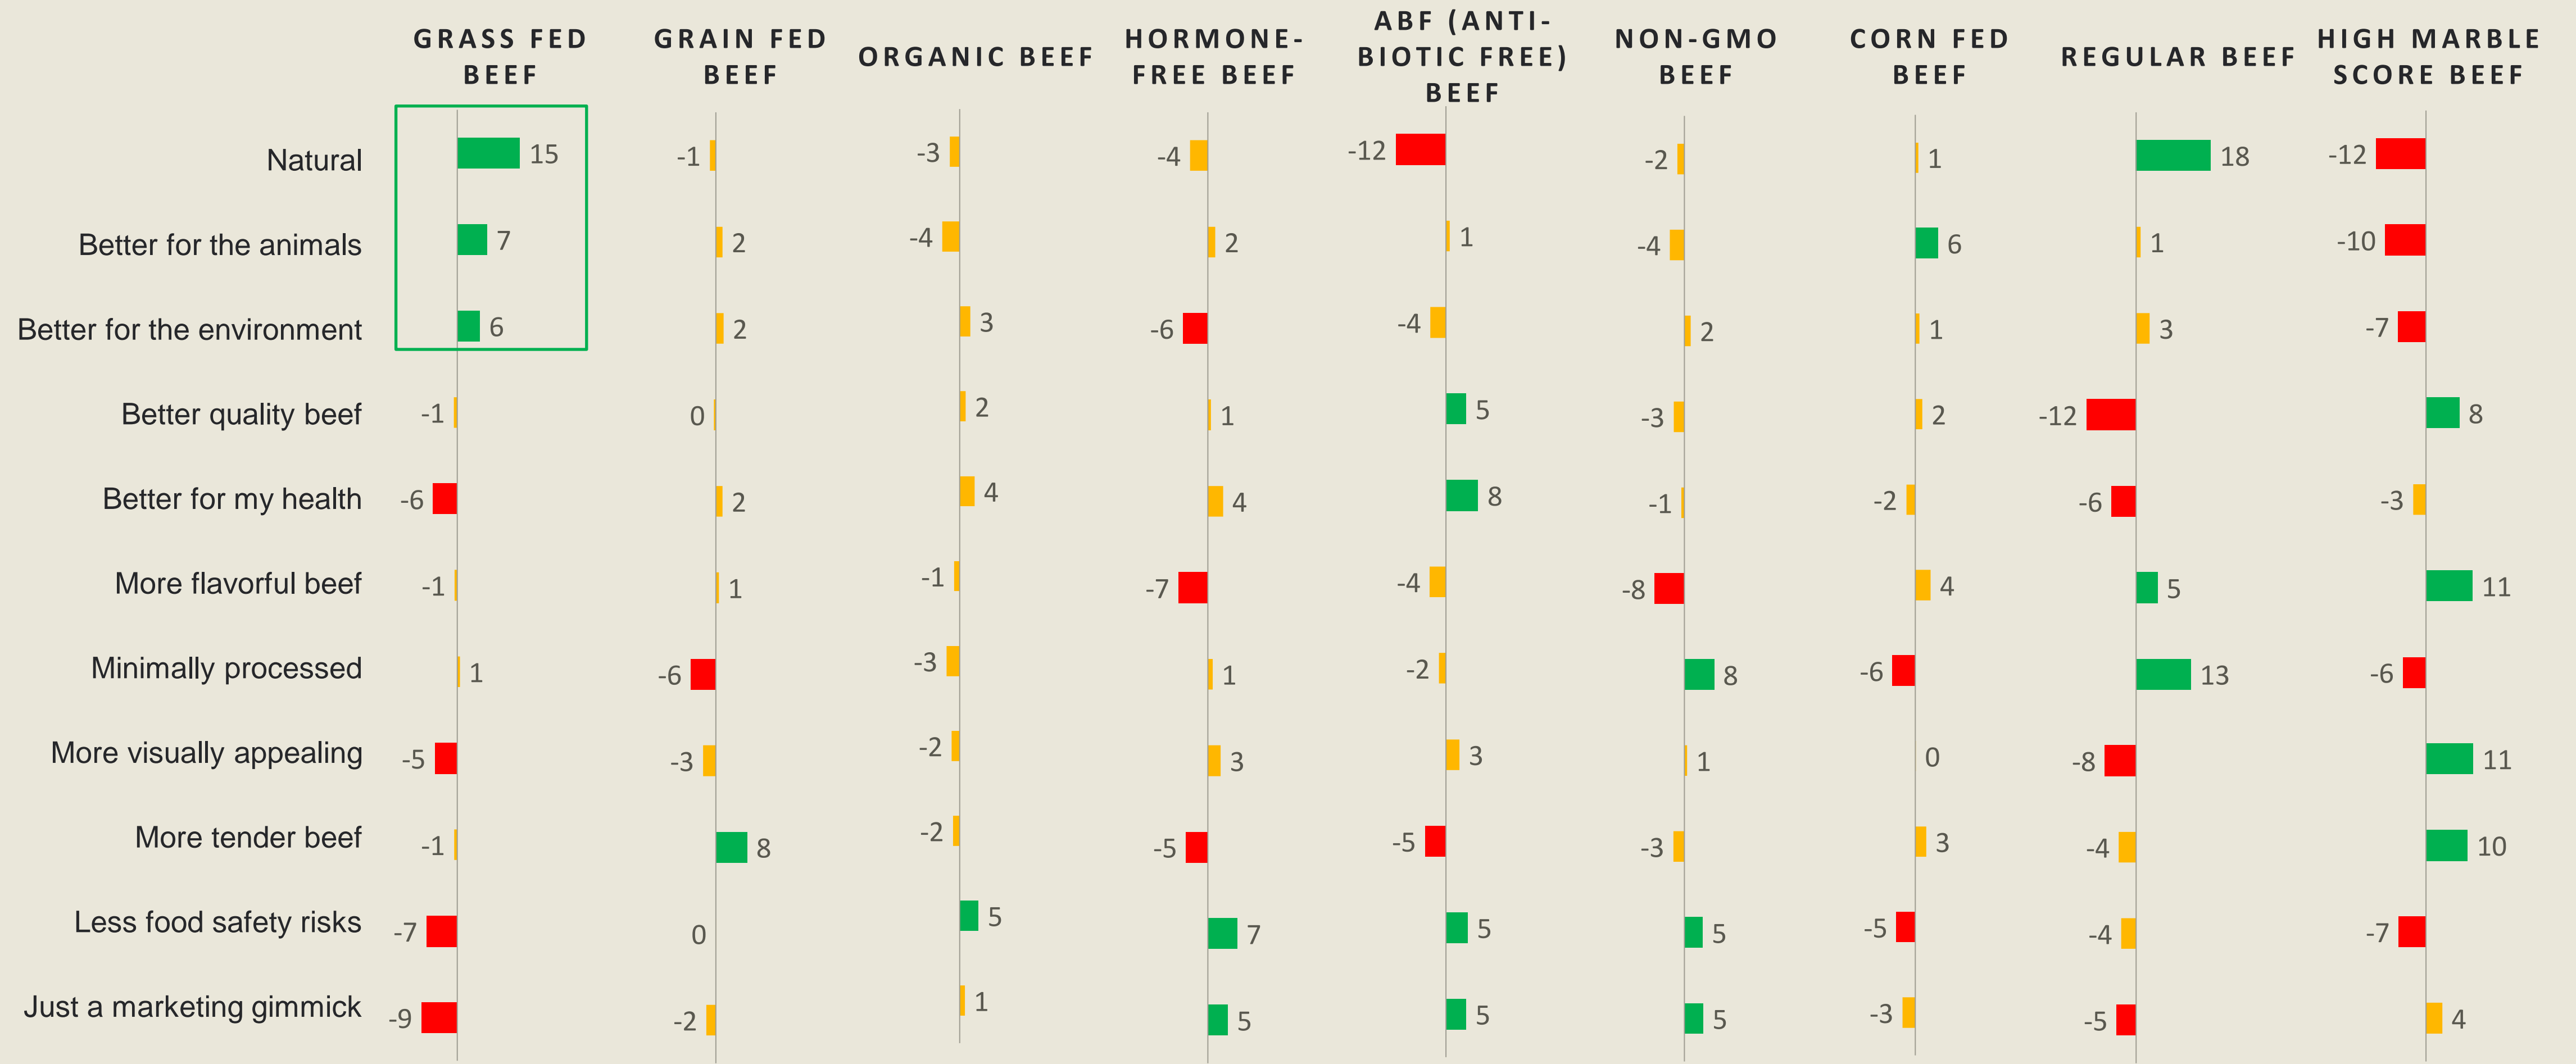 GRASS FED
BEEF
GRAIN FED
BEEF
ORGANIC BEEF
HORMONE-
FREE BEEF
ABF (ANTI-
BIOTIC FREE)
BEEF
NON-GMO
BEEF
CORN FED
BEEF
REGULAR BEEF
HIGH MARBLE
SCORE BEEF
Natural 15 -1 -3 -4 -12 -2 1 18 -12
Better for the animals 7 2 -4 2 1 -4 6 1 -10
Better for the environment 6 2 3 -6 -4 2 1 3 -7
Better quality beef -1 0 2 1 5 -3 2 -12 8
Better for my health -6 2 4 4 8 -1 -2 -6 -3
More flavorful beef -1 1 -1 -7 -4 -8 4 5 11
Minimally processed 1 -6 -3 1 -2 8 -6 13 -6
More visually appealing -5 -3 -2 3 3 1 0 -8 11
More tender beef -1 8 -2 -5 -5 -3 3 -4 10
Less food safety risks -7 0 5 7 5 5 -5 -4 -7
Just a marketing gimmick -9 -2 1 5 5 5 -3 -5 4